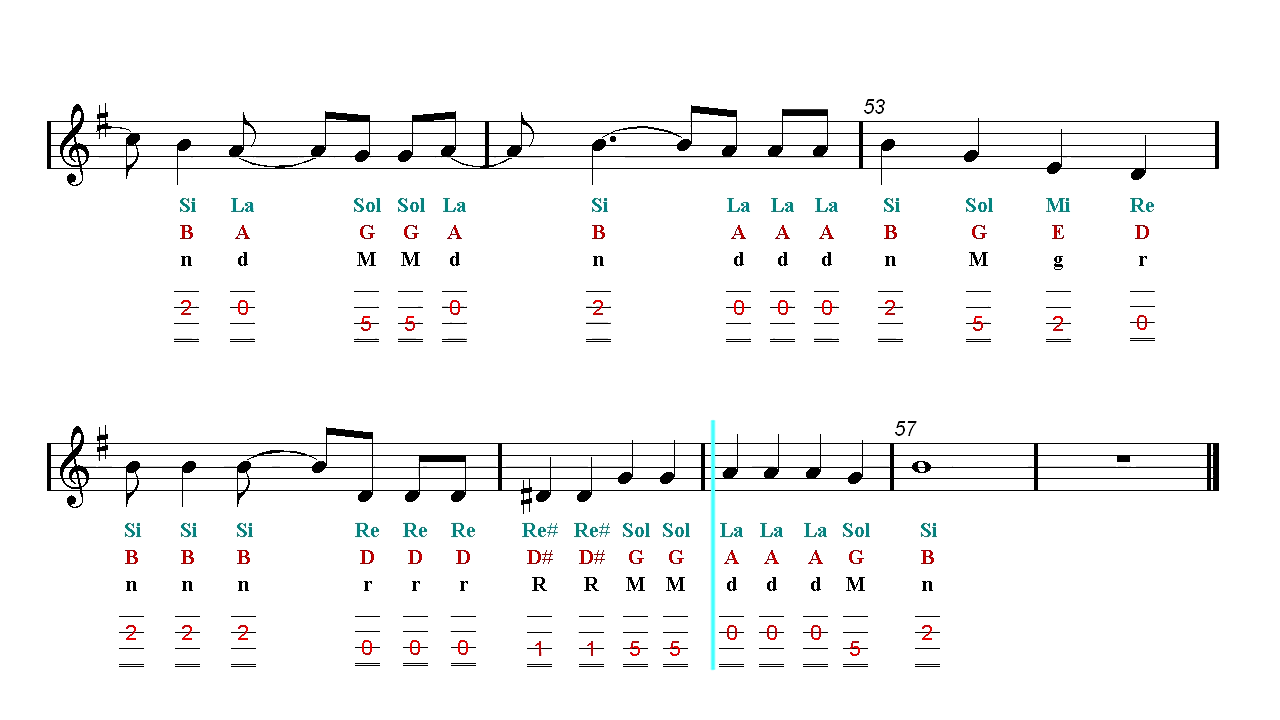 53
Si La Sol Sol La Si La La La Si Sol Mi Re
B A G G A B A A A B G E D
n d M M d n d d d n M g r
2 0 5 5 0 2 0 0 0 2 5 2 0
57
Si Si Si Re Re Re Re# Re# Sol Sol La La La Sol Si
B B B D D D D# D# G G A A A G B
n n n r r r R R M M d d d M n
2 2 2 0 0 0 1 1 5 5 0 0 0 5 2